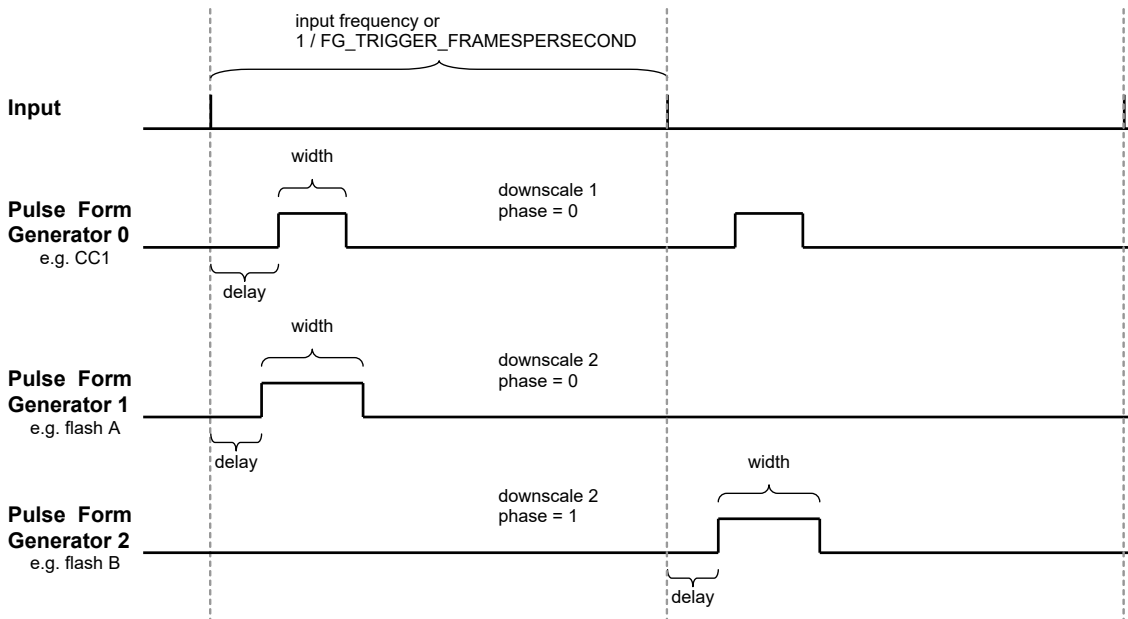 input frequency or
1 / FG_TRIGGER_FRAMESPERSECOND
Input
width
downscale 1
phase = 0
Pulse Form
Generator 0
e.g. CC1
delay
width
downscale 2
phase = 0
Pulse Form
Generator 1
e.g. flash A
delay
width
downscale 2
phase = 1
Pulse Form
Generator 2
e.g. flash B
delay